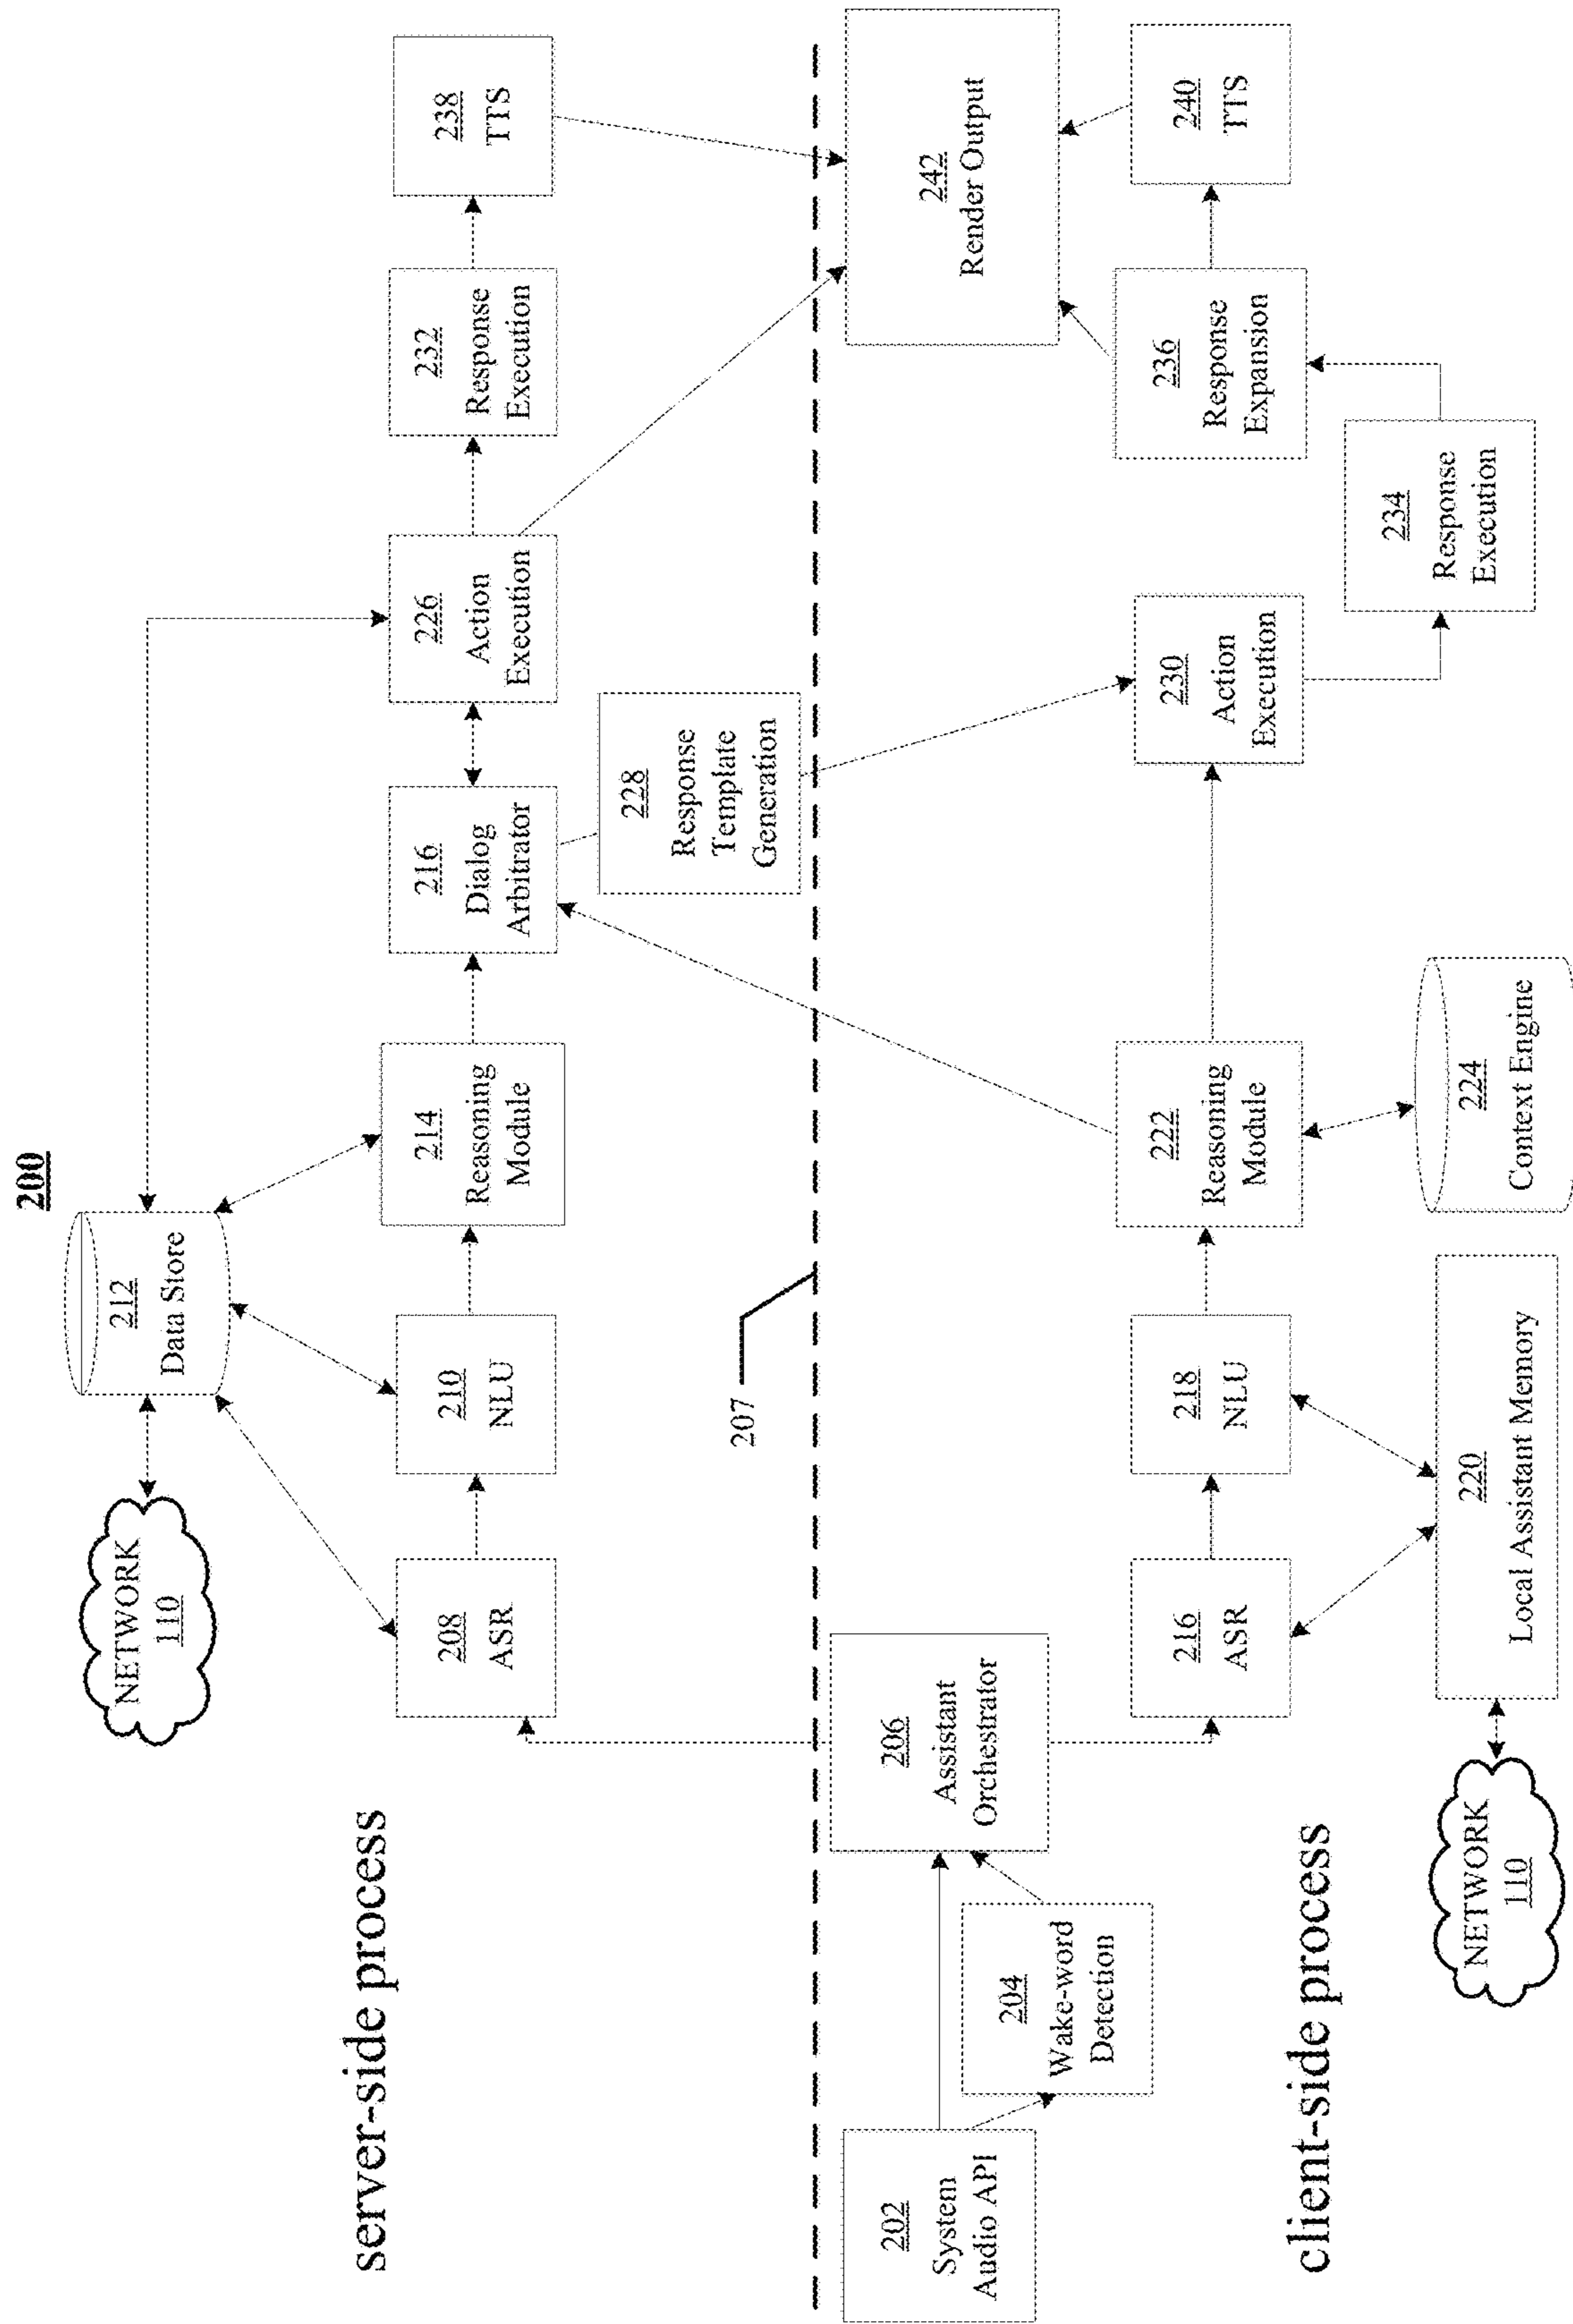 200
NETWORK
110
212
Data Store
server-side process
208
ASR
210
NLU
214
Reasoning
Module
216
Dialog
Arbitrator
226
Action
Execution
232
Response
Execution
238
TTS
228
Response
Template
Generation
207
202
System
Audio API
204
Wake-word
Detection
206
Assistant
Orchestrator
242
Render Output
client-side process
216
ASR
218
NLU
222
Reasoning
Module
230
Action
Execution
236
Response
Expansion
240
TTS
NETWORK
110
220
Local Assistant Memory
224
Context Engine
234
Response
Execution